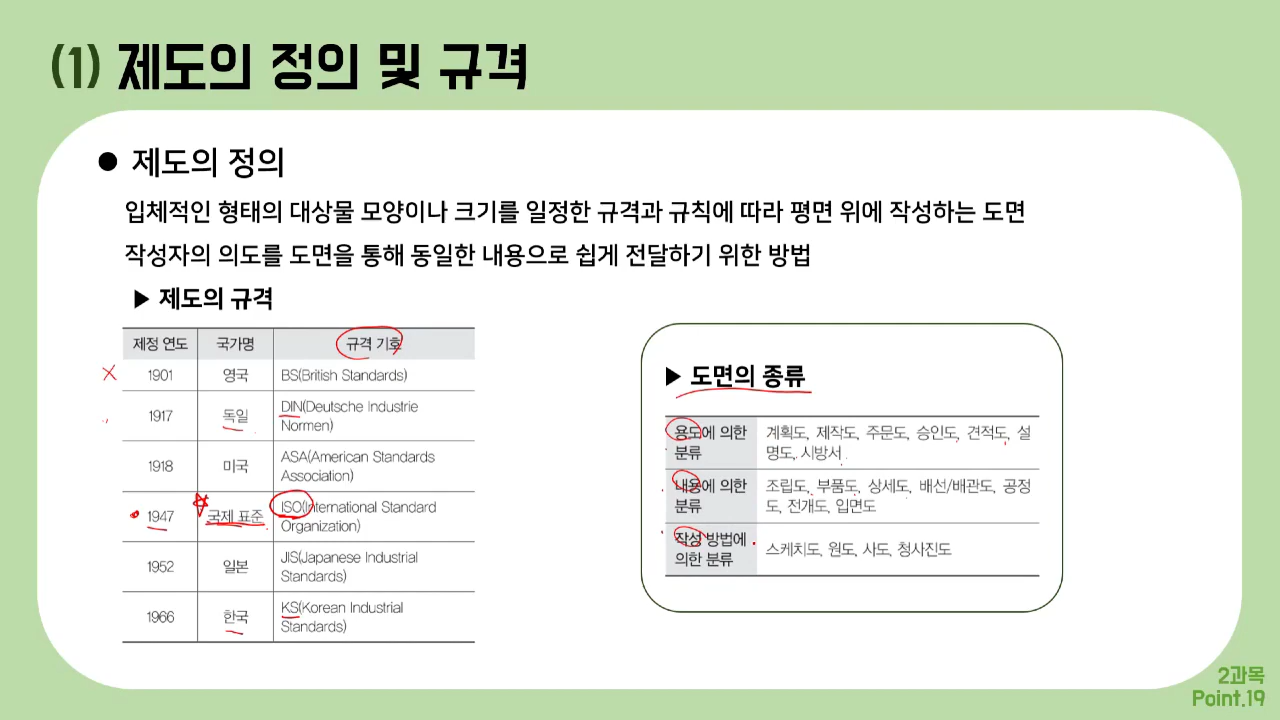 (1) 제도의 정의 및 규격
● 제도의 정의
입체적인 형태의 대상물 모양이나 크기를 일정한 규격과 규칙에 따라 평면 위에 작성하는 도면
작성자의 의도를 도면을 통해 동일한 내용으로 쉽게 전달하기 위한 방법
▶ 제도의 규격
제정 연도 국가명 규격 기호
1901 영국 BS(British Standards)
1917 독일 DIN(Deutsche Industrie
Normen)
1918 미국 ASA(American Standards
Association)
1947 국제 표준 ISO(International Standard
Organization)
1952 일본 JIS(Japanese Industrial
Standards)
1966 한국 KS(Korean Industrial
Standards)
▶ 도면의 종류
용도에 의한 계획도, 제작도, 주문도, 승인도, 견적도, 설
분류 명도, 시방서
내용에 의한 조립도, 부품도, 상세도, 배선/배관도, 공정
분류 도, 전개도, 입면도
작성 방법에
의한 분류 스케치도, 원도, 사도, 청사진도
2과목
Point.19